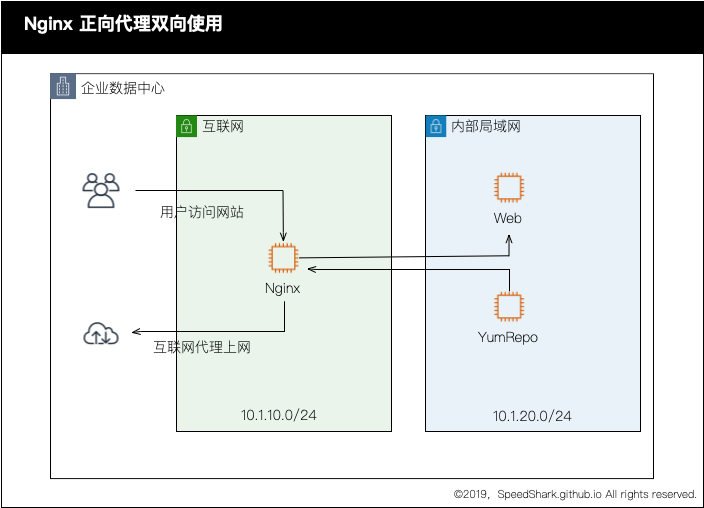 Nginx 正向代理双向使用
企业数据中心
互联网
内部局域网
用户访问网站
Web
Nginx
YumRepo
互联网代理上网
10.1.10.0/24
10.1.20.0/24
©2019，SpeedShark.github.io All rights reserved.